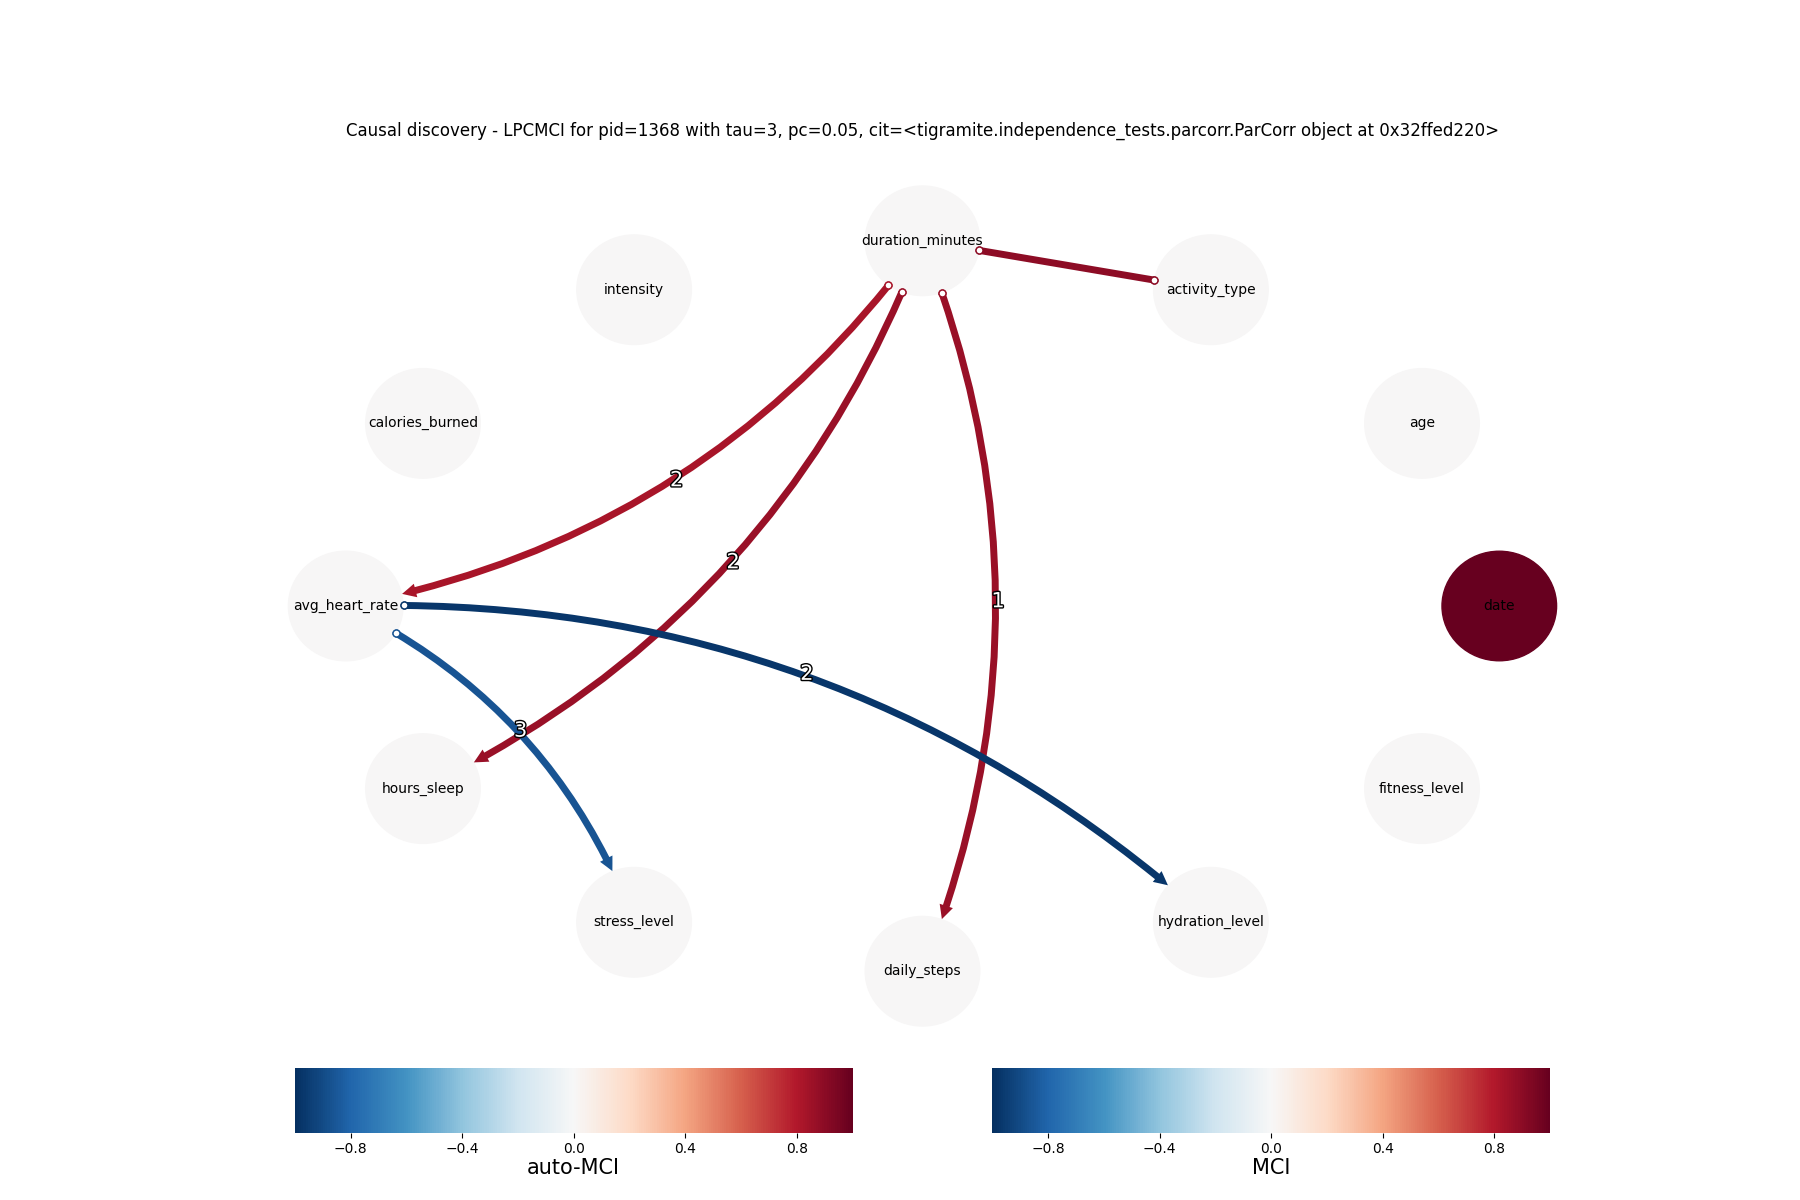 Causal discovery - LPCMCI for pid=1368 with tau=3, pc=0.05, cit=<tigramite.independence_tests.parcorr.ParCorr object at 0x32ffed220>
duration_minutes
intensity
activity_type
calories_burned
age
2
2
1
avg_heart_rate
date
2
3
hours_sleep
fitness_level
stress_level
hydration_level
daily_steps
−0.8 −0.4 0.0 0.4 0.8
auto-MCI
−0.8 −0.4 0.0 0.4 0.8
MCI